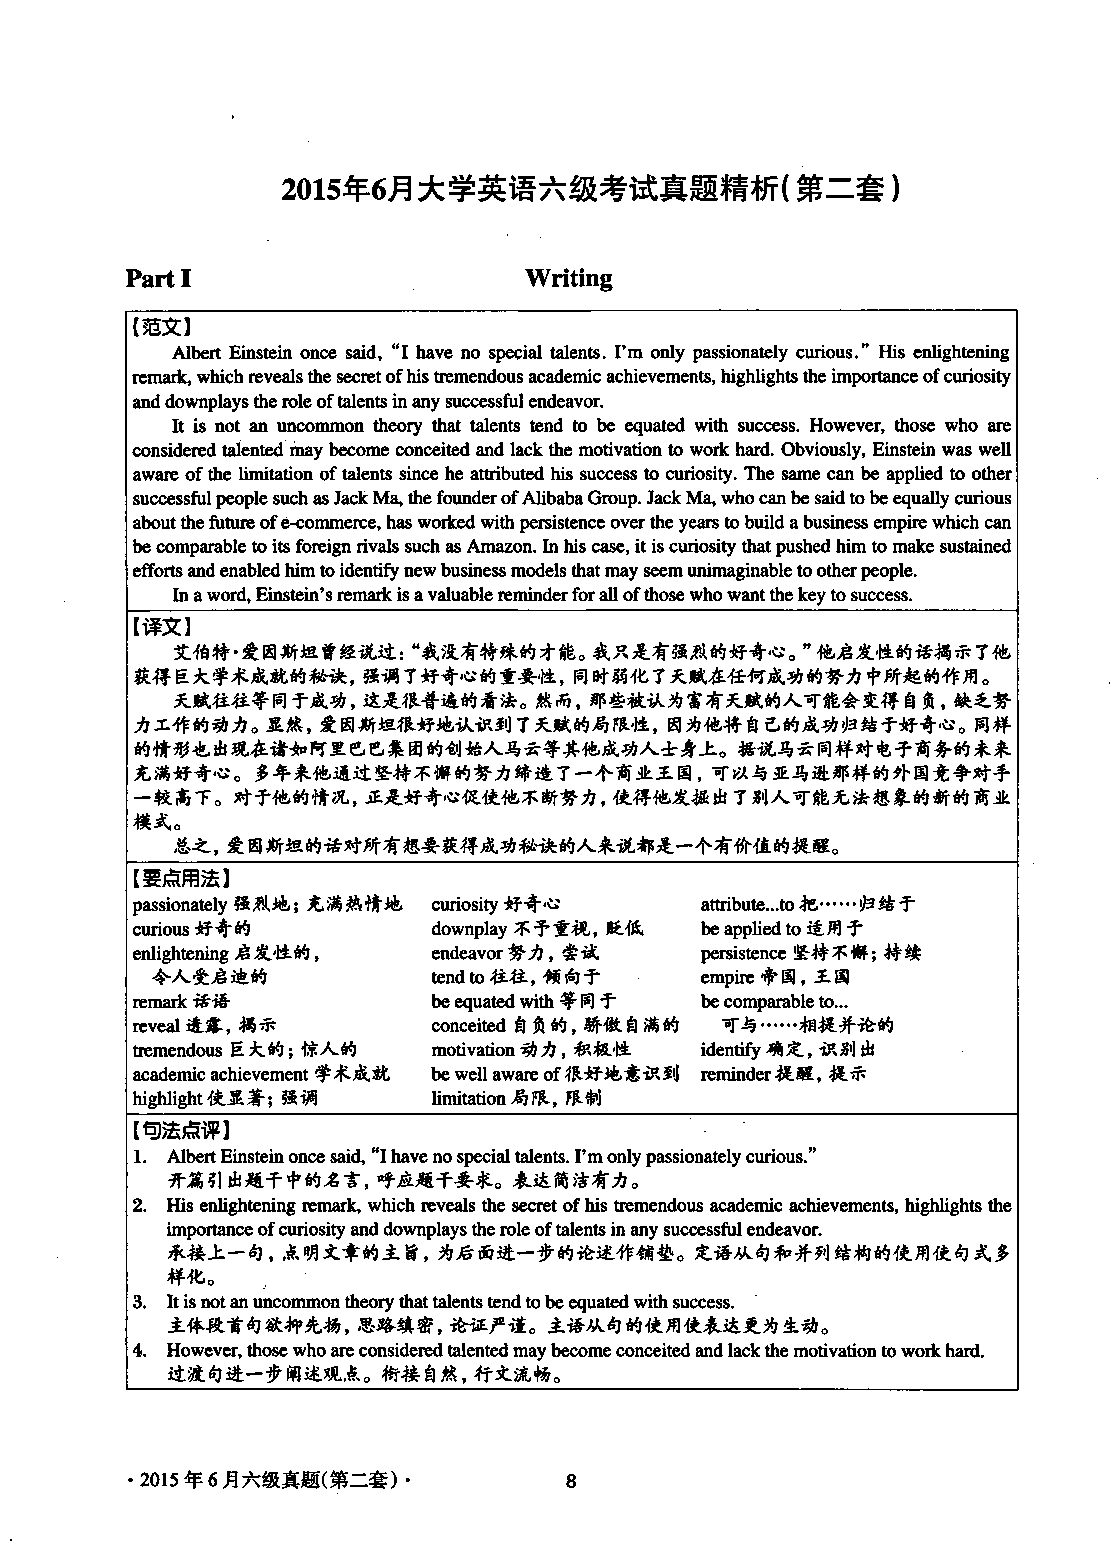 2015年6月大学英语六级考试真题精析(第二套)
Part I Writing
【范文】
Albert Einstein once said, “I have no special talents. I’m only passionately curious.” His enlightening
remark, which reveals the secret of his tremendous academic achievements, highlights the importance of curiosity
and downplays the role of talents in any successful endeavor.
It is not an uncommon theory that talents tend to be equated with success. However, those who are
considered talented may become conceited and lack the motivation to work hard. Obviously, Einstein was well
aware of the limitation of talents since he attributed his success to curiosity. The same can be applied to other
successful people such as Jack Ma, the founder of Alibaba Group. Jack Ma, who can be said to be equally curious
about the future of e-commerce, has worked with persistence over the years to build a business empire which can
be comparable to its foreign rivals such as Amazon. In his case, it is curiosity that pushed him to make sustained
efforts and enabled him to identify new business models that may seem unimaginable to other people.
In a word, Einstein’s remark is a valuable reminder for all of those who want the key to success.
【译文】
艾伯特·爱因斯坦曾经说过：“我没有特殊的才能。我只是有强烈的好奇心。”他启发性的话揭示了他
获得巨大学术成就的秘诀，强调了好奇心的重要性，同时弱化了天赋在任何成功的努力中所起的作用。
天赋往往等同于成功，这是很普遍的看法。然而，那些被认为富有天赋的人可能会变得自负，缺乏努
力工作的动力。显然，爱因斯坦很好地认识到了天赋的局限性，因为他将自己的成功归结于好奇心。同样
的情形也出现在诸如阿里巴巴集团的创始人马云等其他成功人士身上。据说马云同样对电子商务的未来
充满好奇心。多年来他通过坚持不懈的努力缔造了一个商业王国，可以与亚马逊那样的外国竞争对手
一较高下。对于他的情况，正是好奇心促使他不断努力，使得他发掘出了别人可能无法想象的新的商业
模式。
总之，爱因斯坦的话对所有想要获得成功秘诀的人来说都是一个有价值的提醒。
【要点用法】
passionately 强烈地；充满热情地 curiosity 好奇心 attribute...to 把……归结于
curious 好奇的 downplay 不予重视，贬低 be applied to 适用于
enlightening 启发性的， endeavor 努力，尝试 persistence 坚持不懈；持续
令人受启迪的 tend to 往往，倾向于 empire 帝国，王国
remark 话语 be equated with 等同于 be comparable to...
reveal 透露，揭示 conceited 自负的，骄傲自满的 可与……相提并论的
tremendous 巨大的；惊人的 motivation 动力，积极性 identify 确定，识别出
academic achievement 学术成就 be well aware of 很好地意识到 reminder 提醒，提示
highlight 使显著；强调 limitation 局限，限制
【句法点评】
1. Albert Einstein once said, “I have no special talents. I’m only passionately curious.”
开篇引出题干中的名言，呼应题干要求。表达简洁有力。
2. His enlightening remark, which reveals the secret of his tremendous academic achievements, highlights the
importance of curiosity and downplays the role of talents in any successful endeavor.
承接上一句，点明文章的主旨，为后面进一步的论述作铺垫。定语从句和并列结构的使用使句式多
样化。
3. It is not an uncommon theory that talents tend to be equated with success.
主体段首句欲抑先扬，思路缜密，论证严谨。主语从句的使用使表达更为生动。
4. However, those who are considered talented may become conceited and lack the motivation to work hard.
过渡句进一步阐述观点。衔接自然，行文流畅。
·2015年6月六级真题(第二套)· 8